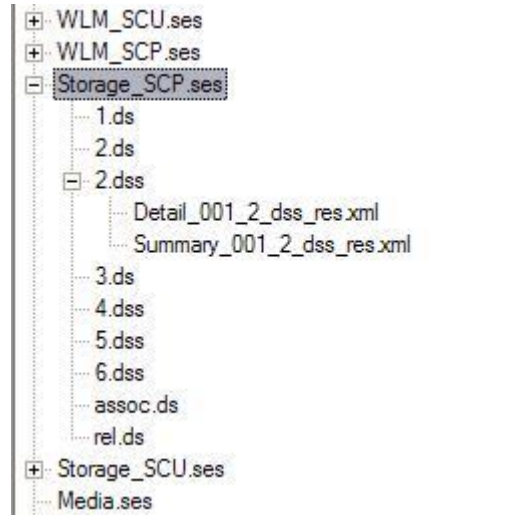 WLM_SCU.ses
WLM_SCP.ses
Storage_SCP.ses
1.ds
2.ds
2.dss
Detail_001_2_dss_res.xml
Summary_001_2_dss_res.xml
3.ds
4.dss
5.dss
6.dss
assoc.ds
rel.ds
Storage_SCU.ses
Media.ses